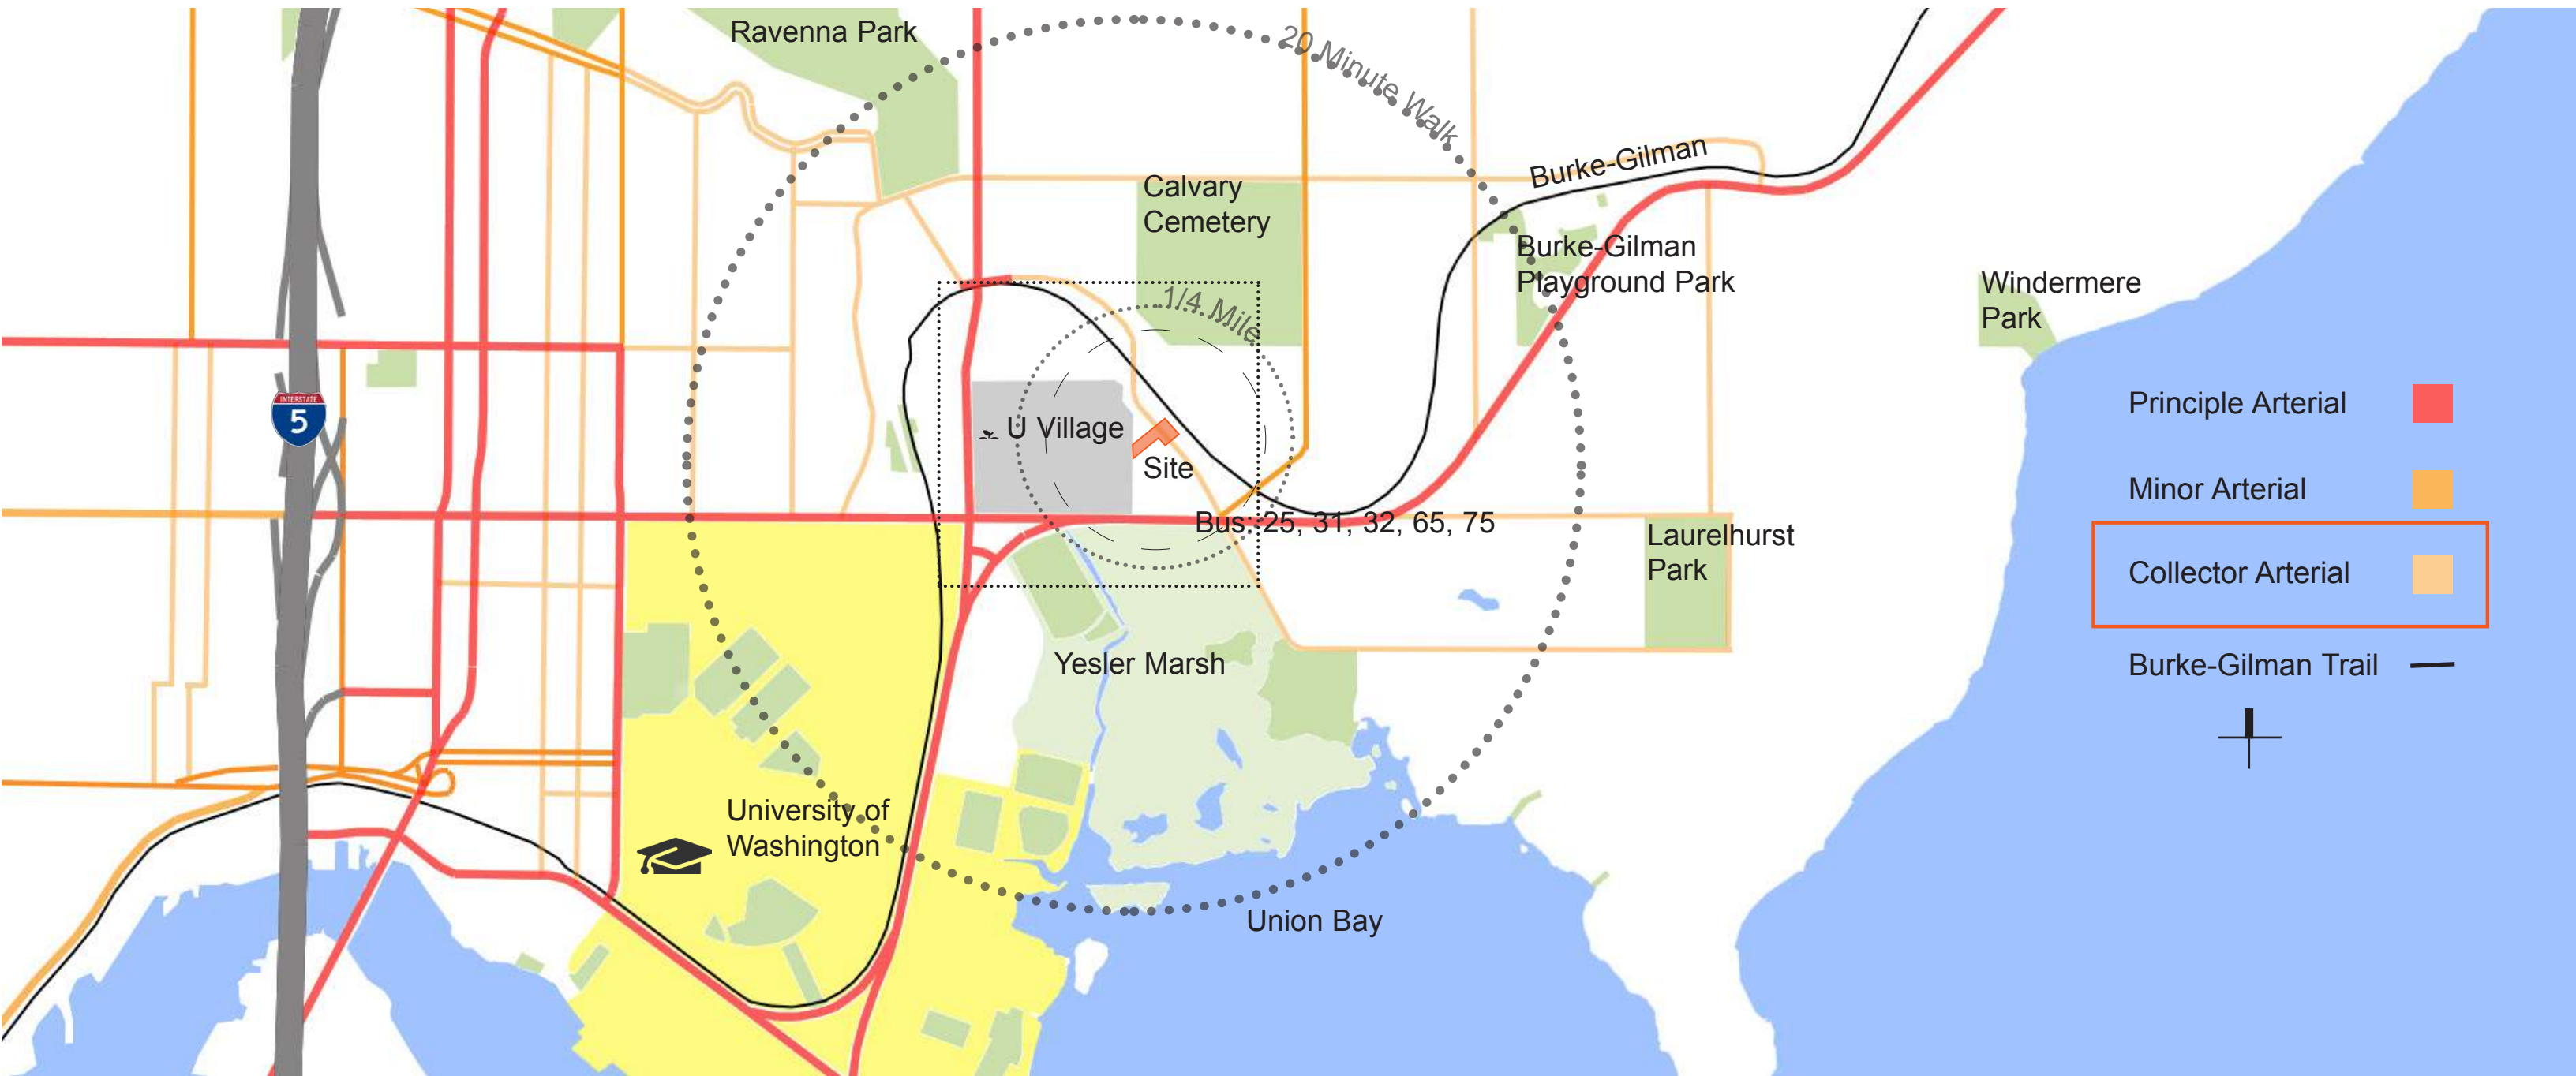 Ravenna Park
20 Minute Walk
Burke-Gilman
Calvary
Cemetery
Burke-Gilman
Playground Park
Windermere
Park
1/4 Mile
INTERSTATE
5
U Village
Site
Bus: 25, 31, 32, 65, 75
Laurelhurst
Park
Yesler Marsh
University of
Washington
Union Bay
Principle Arterial
Minor Arterial
Collector Arterial
Burke-Gilman Trail